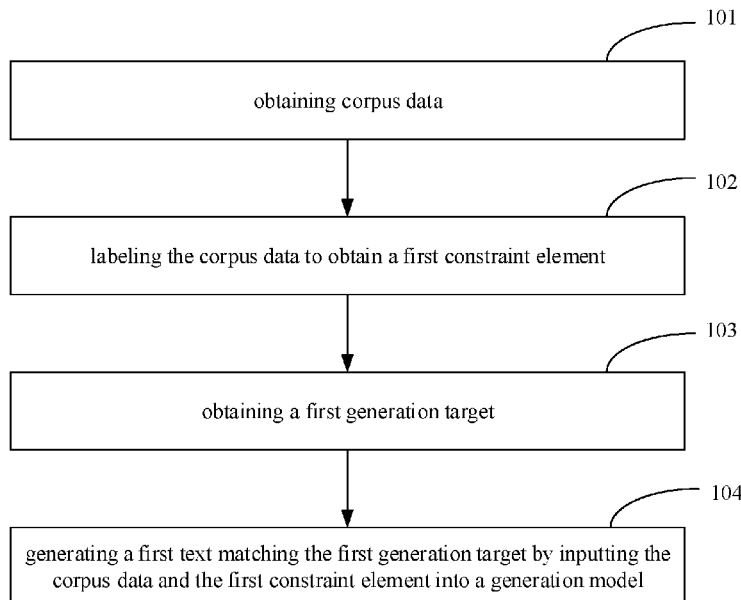 101
obtaining corpus data
102
labeling the corpus data to obtain a first constraint element
103
obtaining a first generation target
104
generating a first text matching the first generation target by inputting the
corpus data and the first constraint element into a generation model